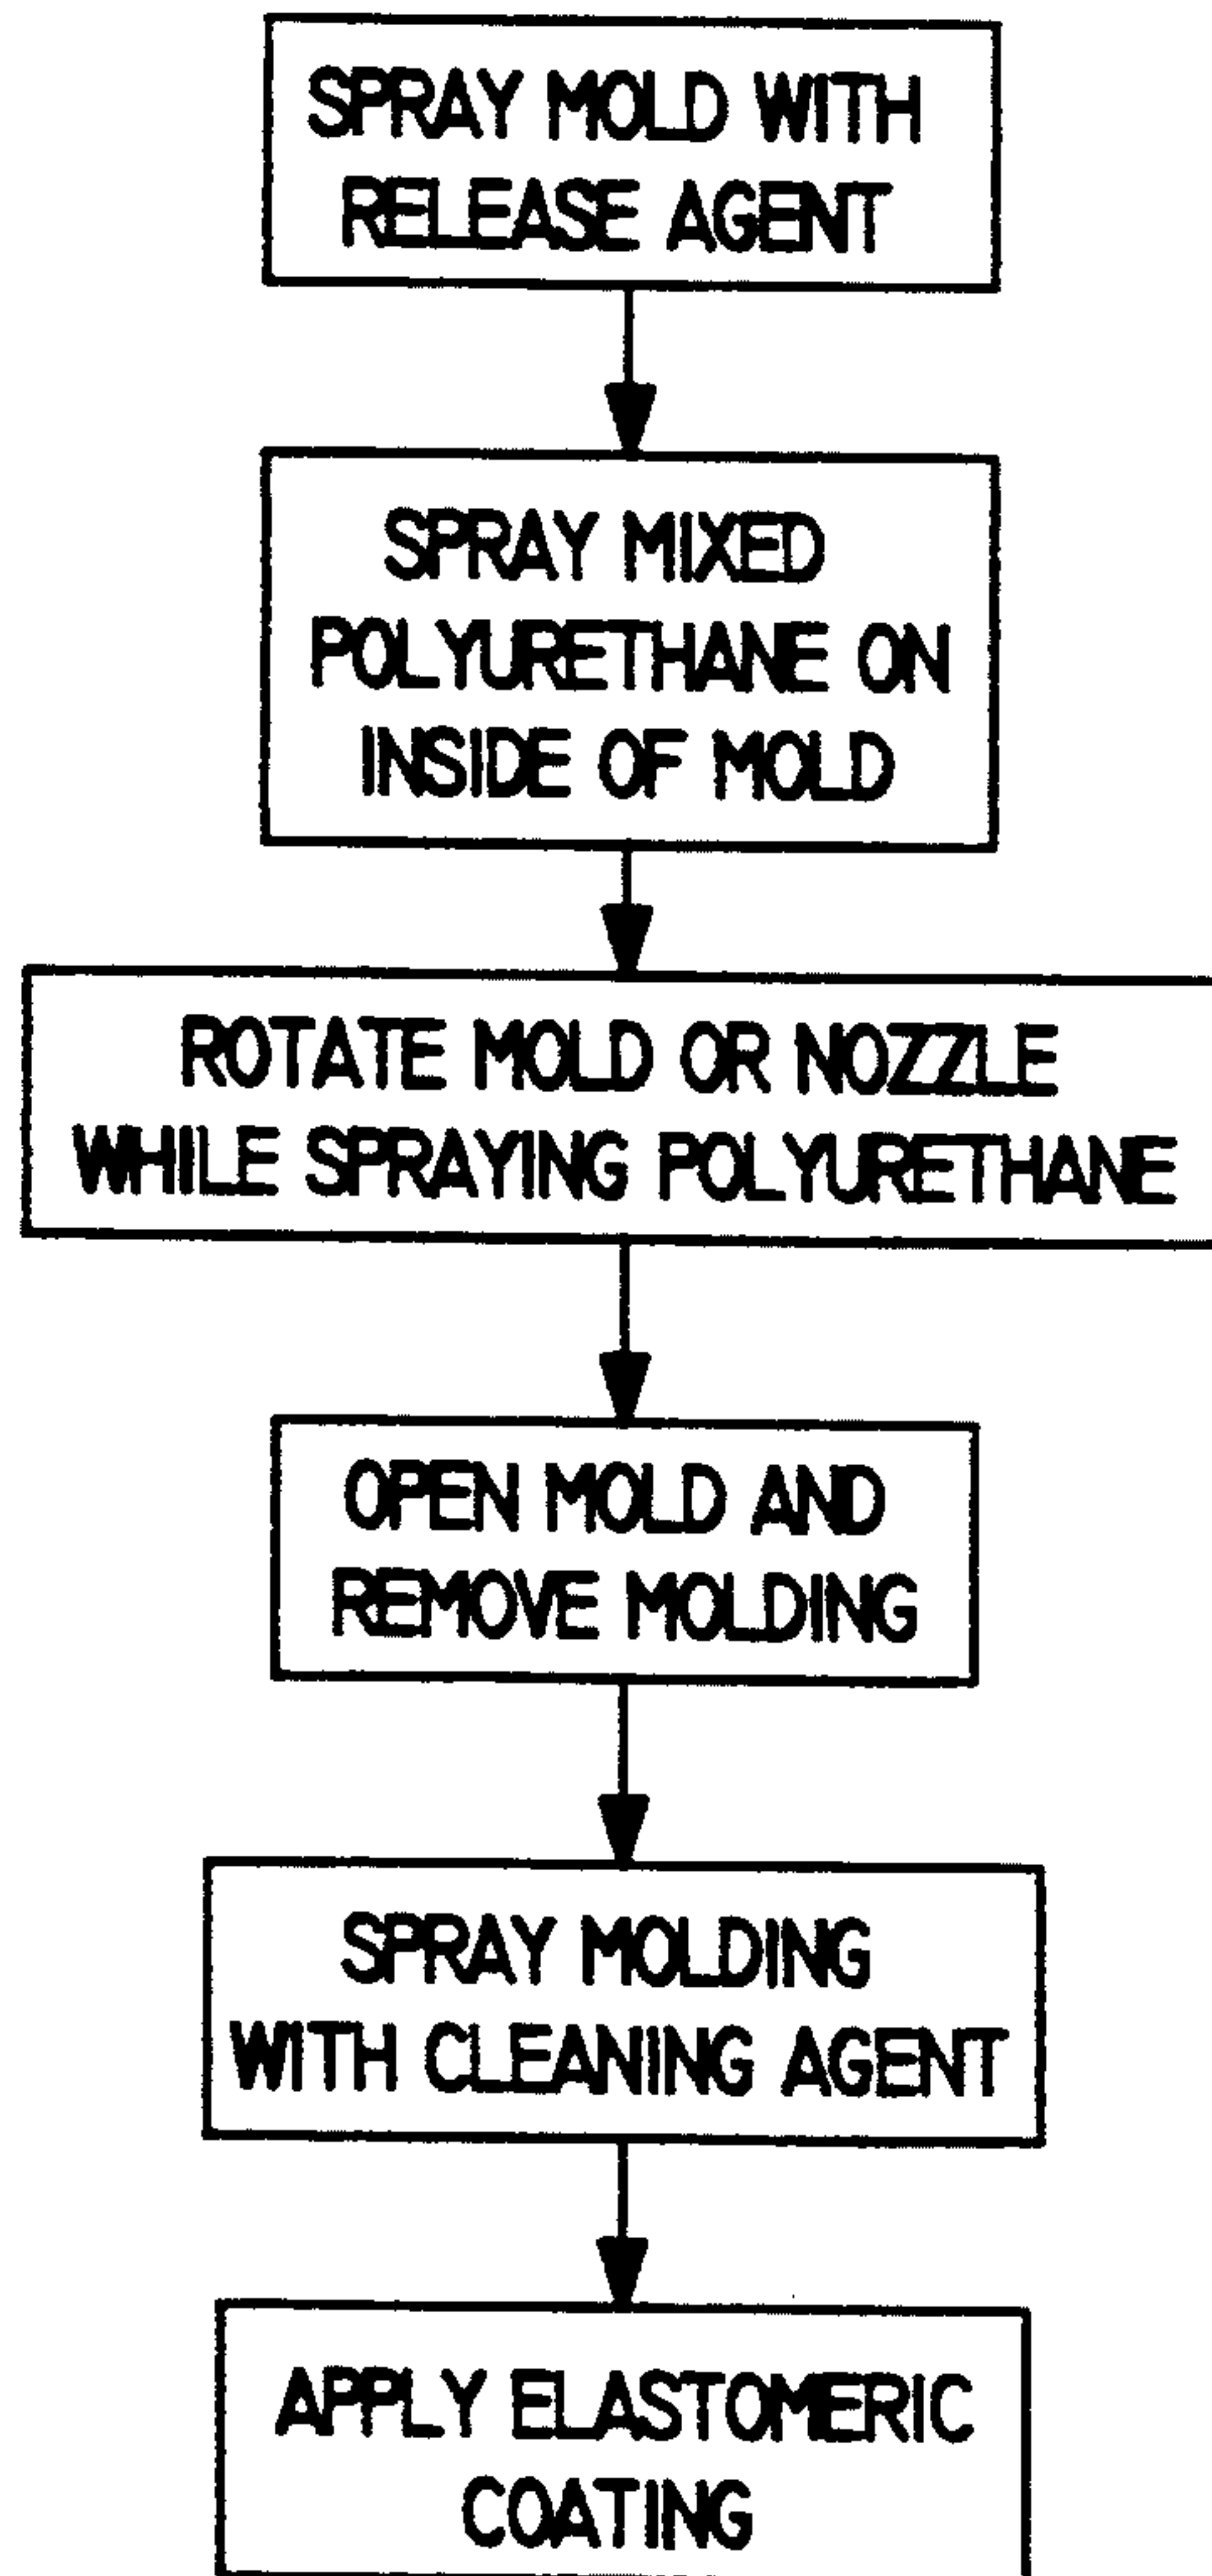 SPRAY MOLD WITH
RELEASE AGENT
SPRAY MIXED
POLYURETHANE ON
INSIDE OF MOLD
ROTATE MOLD OR NOZZLE
WHILE SPRAYING POLYURETHANE
OPEN MOLD AND
REMOVE MOLDING
SPRAY MOLDING
WITH CLEANING AGENT
APPLY ELASTOMERIC
COATING